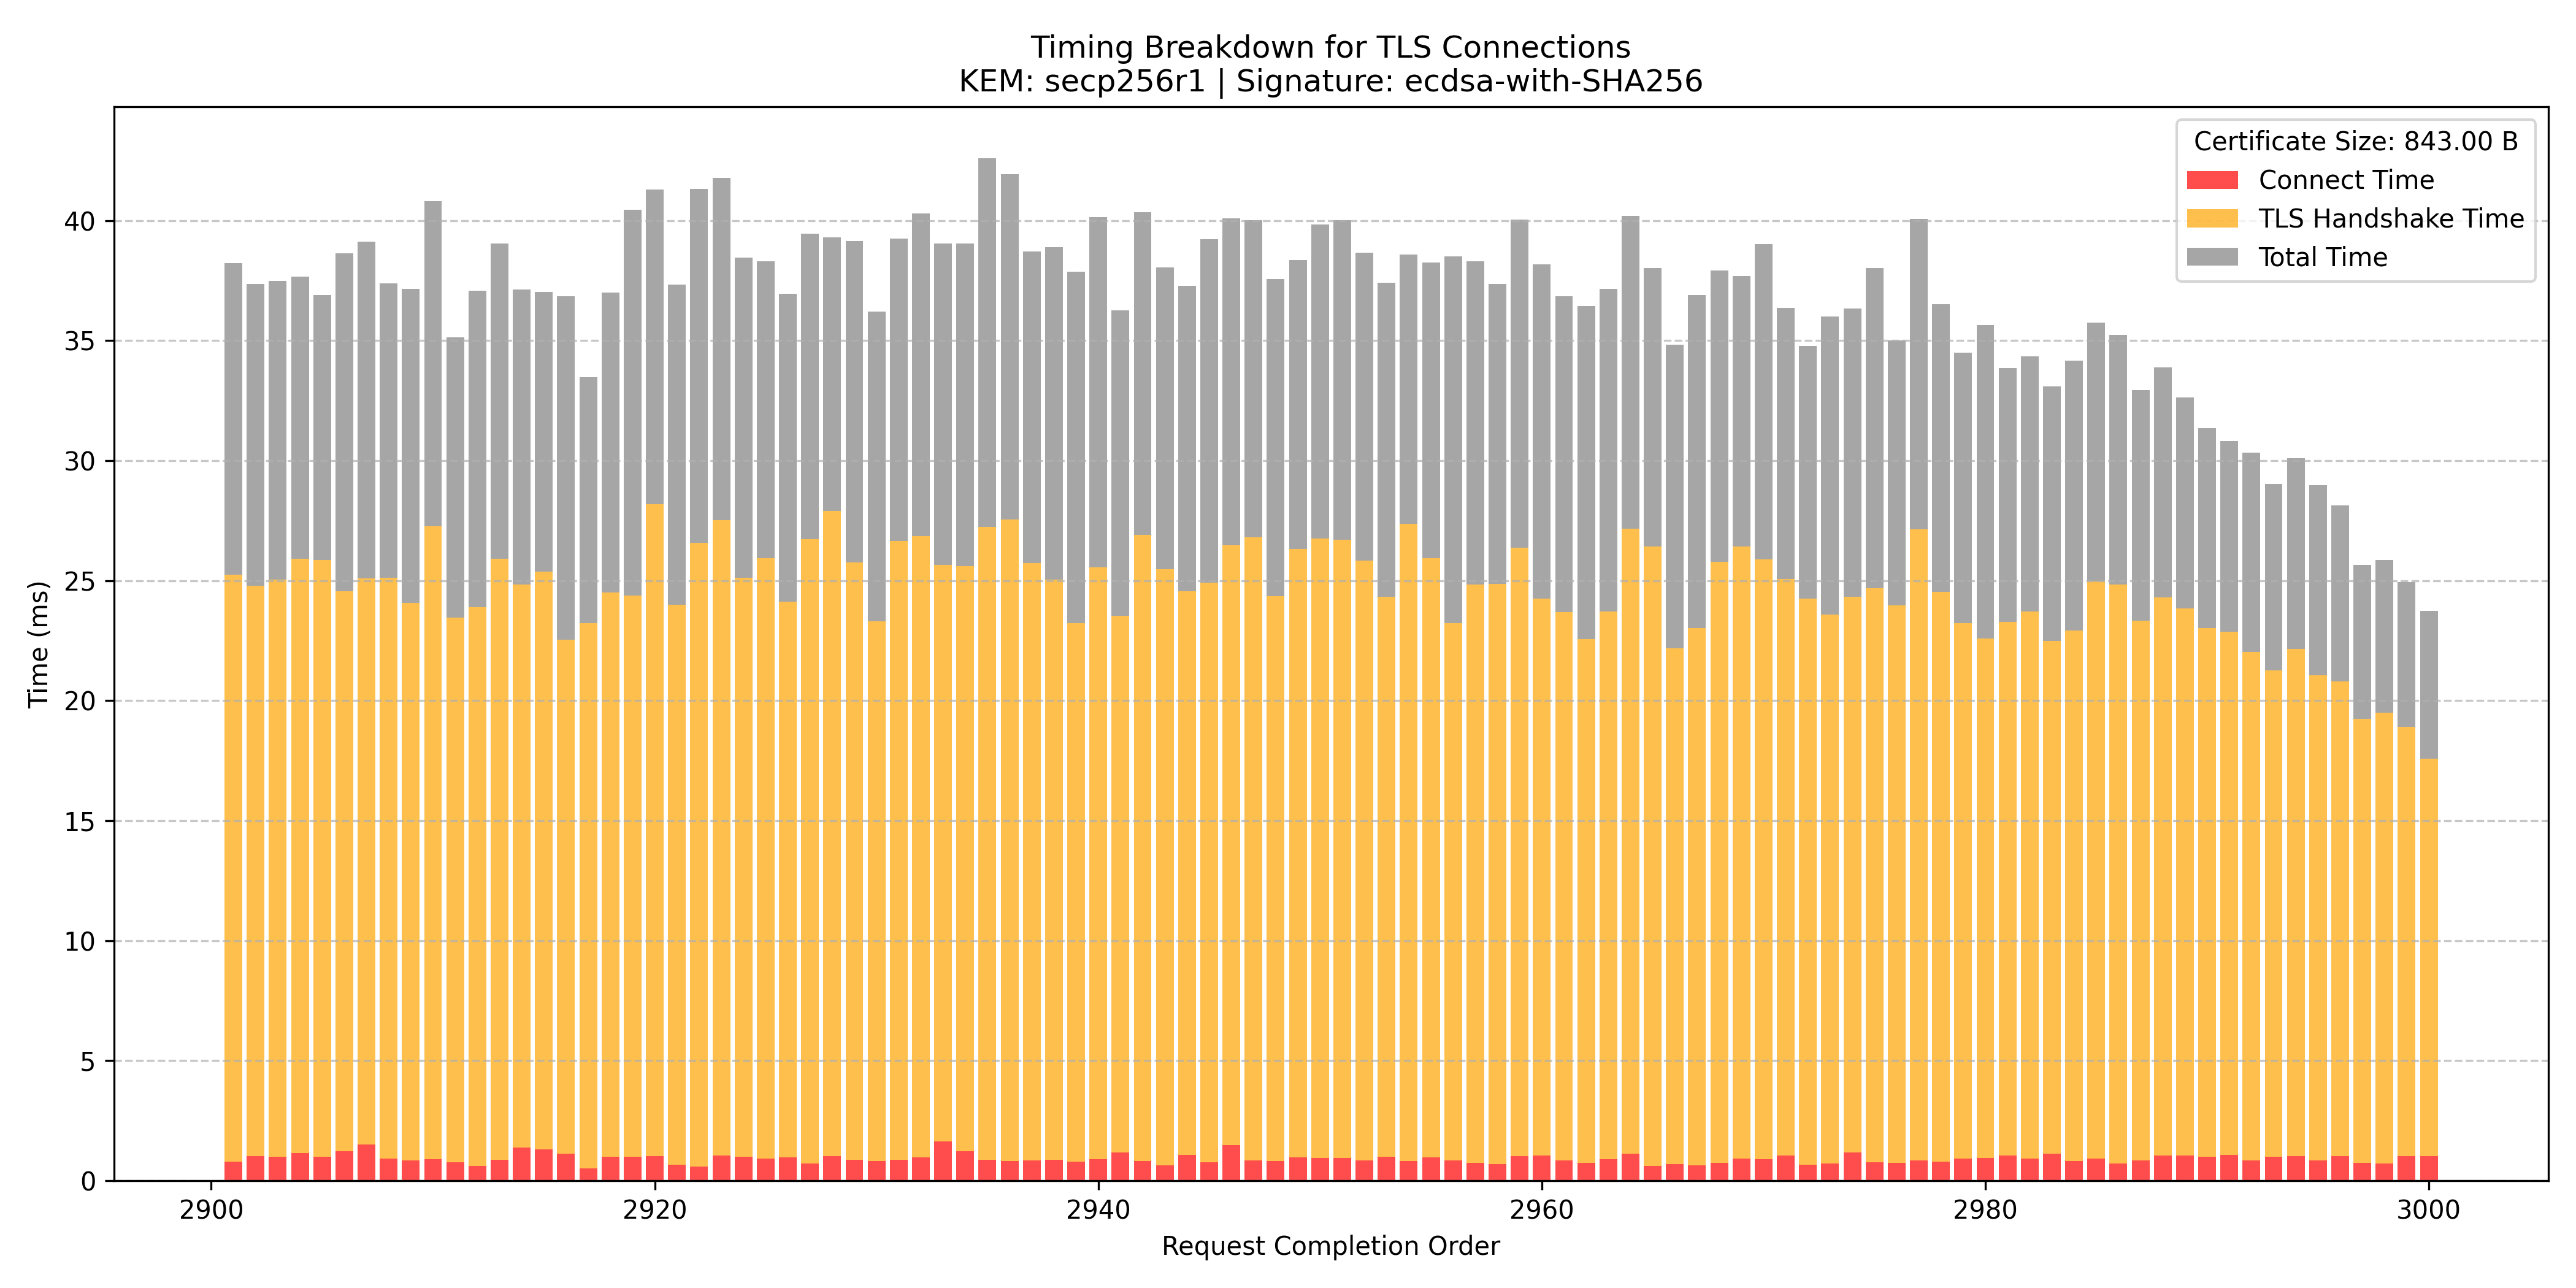 Timing Breakdown for TLS Connections
KEM: secp256r1 | Signature: ecdsa-with-SHA256
Certificate Size: 843.00 B
Connect Time
TLS Handshake Time
Total Time
Time (ms)
40
35
30
25
20
15
10
5
0
2900 2920 2940 2960 2980 3000
Request Completion Order